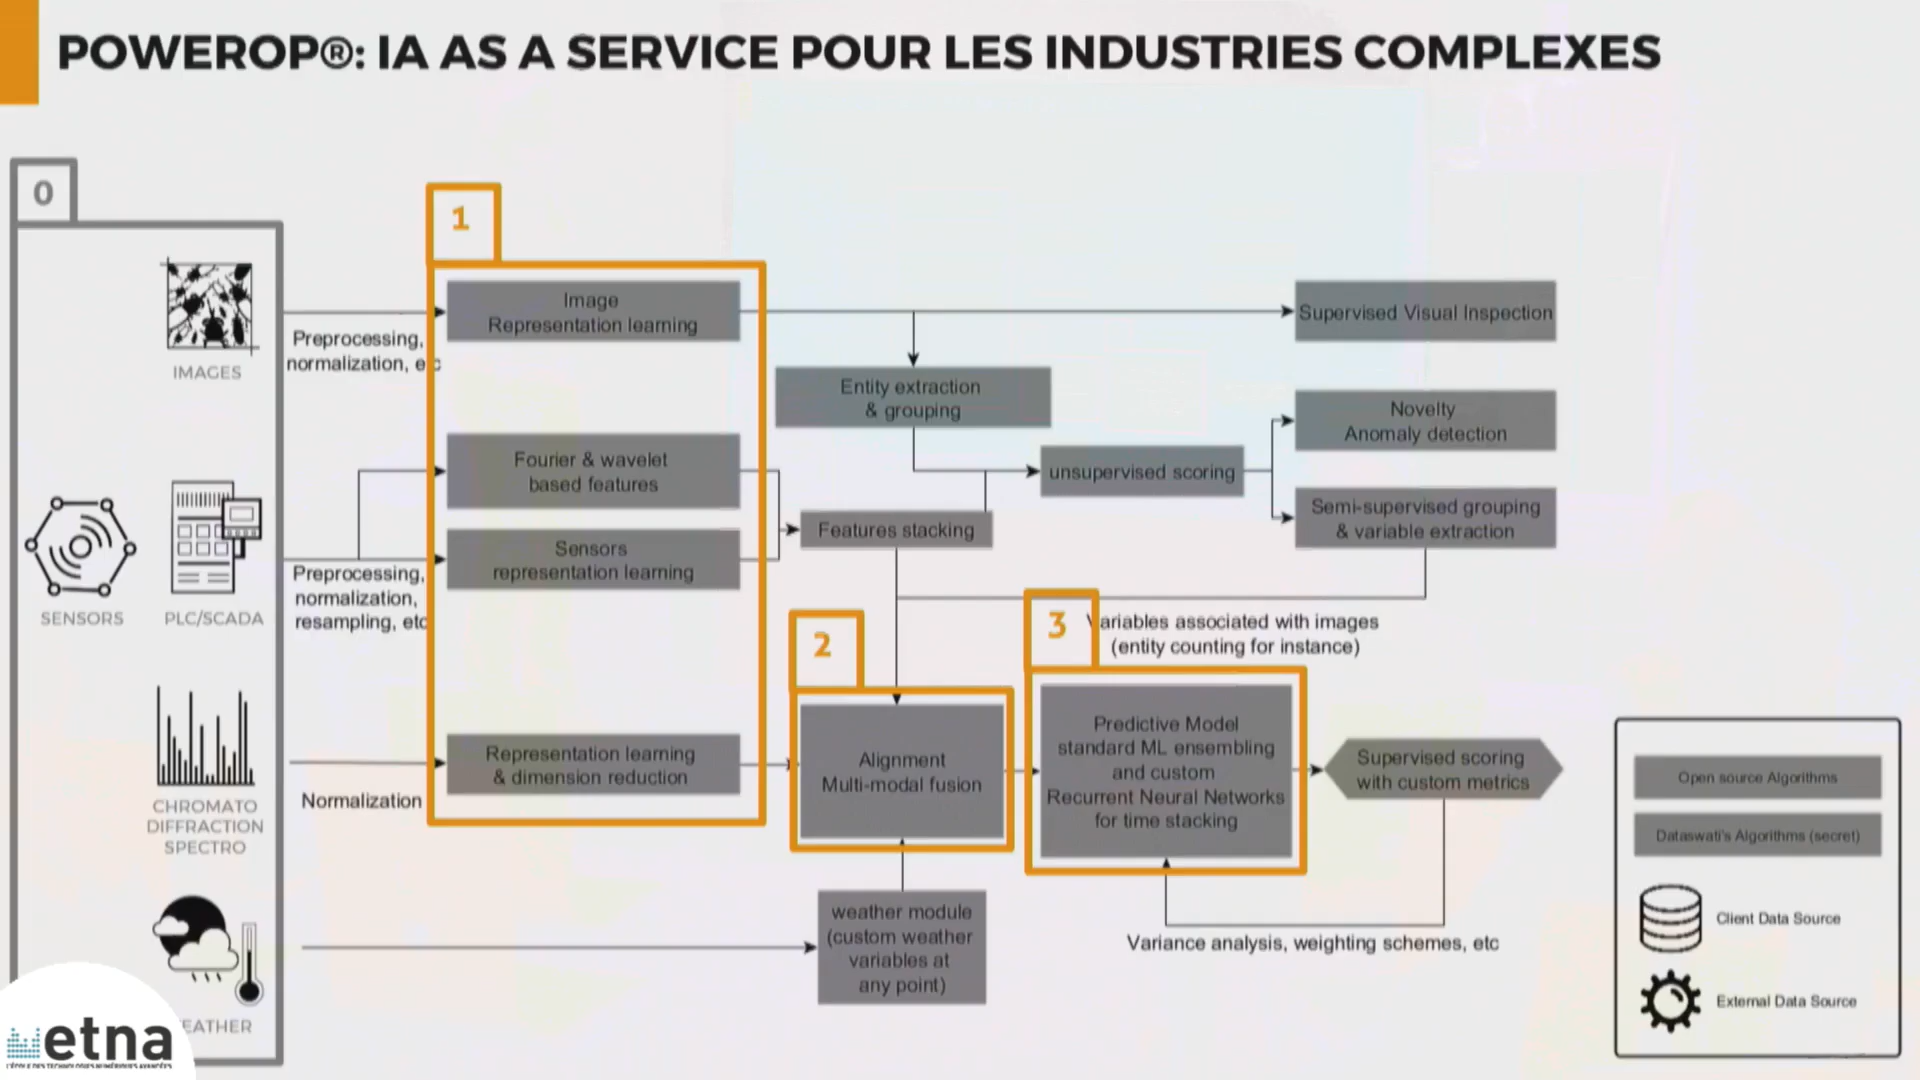 POWEROP®: IA AS A SERVICE POUR LES INDUSTRIES COMPLEXES
0
1
IMAGES
Preprocessing,
normalization, etc
Image
Representation learning
Supervised Visual Inspection
Entity extraction
& grouping
Novelty
Anomaly detection
Fourier & wavelet
based features
unsupervised scoring
Semi-supervised grouping
& variable extraction
Features stacking
Sensors
representation learning
SENSORS
PLC/SCADA
Preprocessing,
normalization,
resampling, etc
2
3
Variables associated with images
(entity counting for instance)
CHROMATO
DIFFRACTION
SPECTRO
Normalization
Representation learning
& dimension reduction
Alignment
Multi-modal fusion
Predictive Model
standard ML ensembling
and custom
Recurrent Neural Networks
for time stacking
Supervised scoring
with custom metrics
Open source Algorithms
Dataswati's Algorithms (secret)
Client Data Source
External Data Source
weather module
(custom weather
variables at
any point)
Variance analysis, weighting schemes, etc
EATHER
etna
L'ÉCOLE DES TECHNOLOGIES NUMÉRIQUES AVANCÉES